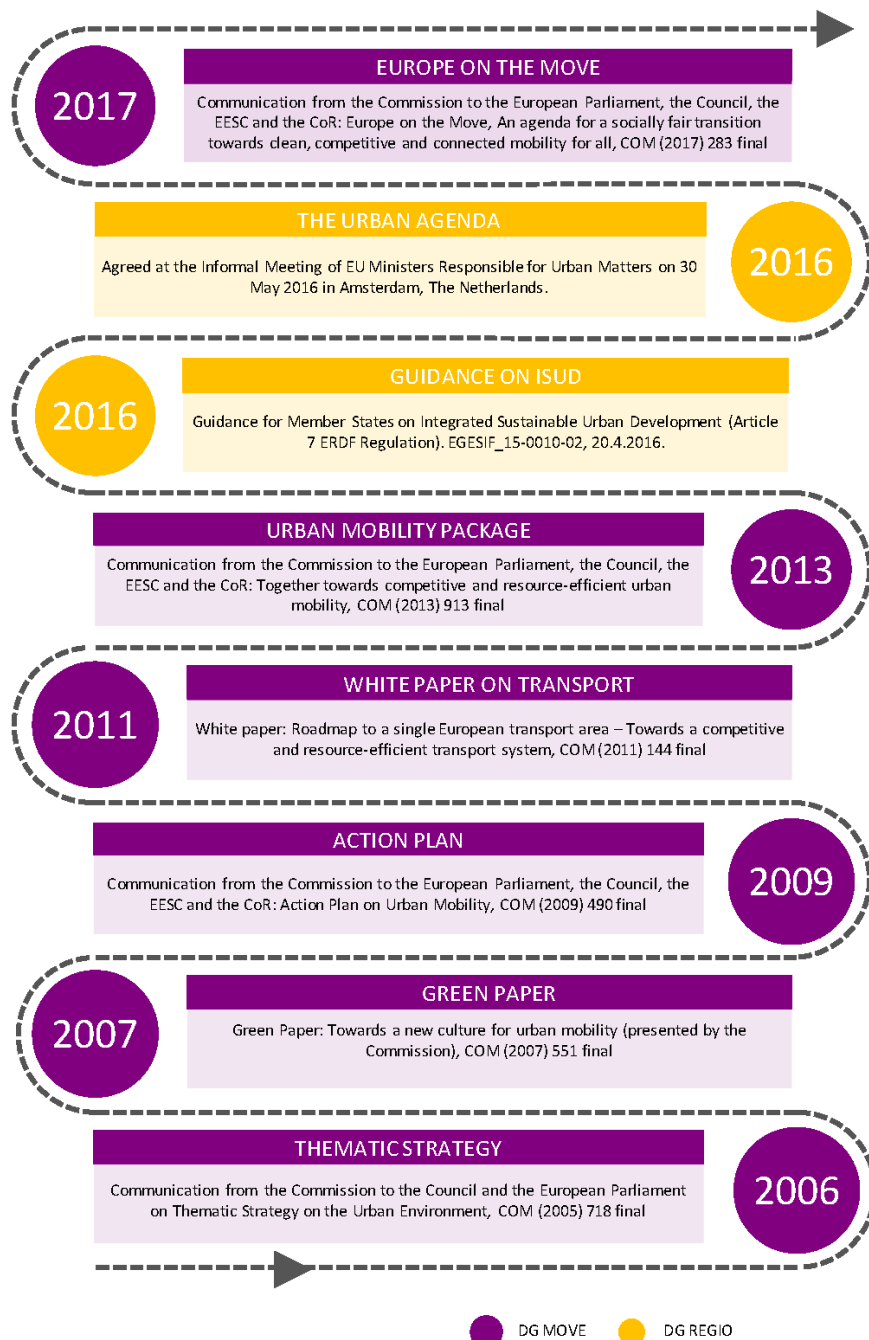 2017
EUROPE ON THE MOVE
Communication from the Commission to the European Parliament, the Council, the
EESC and the CoR: Europe on the Move, An agenda for a socially fair transition
towards clean, competitive and connected mobility for all, COM (2017) 283 final
THE URBAN AGENDA
Agreed at the Informal Meeting of EU Ministers Responsible for Urban Matters on 30
May 2016 in Amsterdam, The Netherlands.
2016
2016
GUIDANCE ON ISUD
Guidance for Member States on Integrated Sustainable Urban Development (Article
7 ERDF Regulation). EGESIF_15-0010-02, 20.4.2016.
URBAN MOBILITY PACKAGE
Communication from the Commission to the European Parliament, the Council, the
EESC and the CoR: Together towards competitive and resource-efficient urban
mobility, COM (2013) 913 final
2013
2011
WHITE PAPER ON TRANSPORT
White paper: Roadmap to a single European transport area – Towards a competitive
and resource-efficient transport system, COM (2011) 144 final
ACTION PLAN
Communication from the Commission to the European Parliament, the Council, the
EESC and the CoR: Action Plan on Urban Mobility, COM (2009) 490 final
2009
2007
GREEN PAPER
Green Paper: Towards a new culture for urban mobility (presented by the
Commission), COM (2007) 551 final
THEMATIC STRATEGY
Communication from the Commission to the Council and the European Parliament
on Thematic Strategy on the Urban Environment, COM (2005) 718 final
2006
DG MOVE
DG REGIO